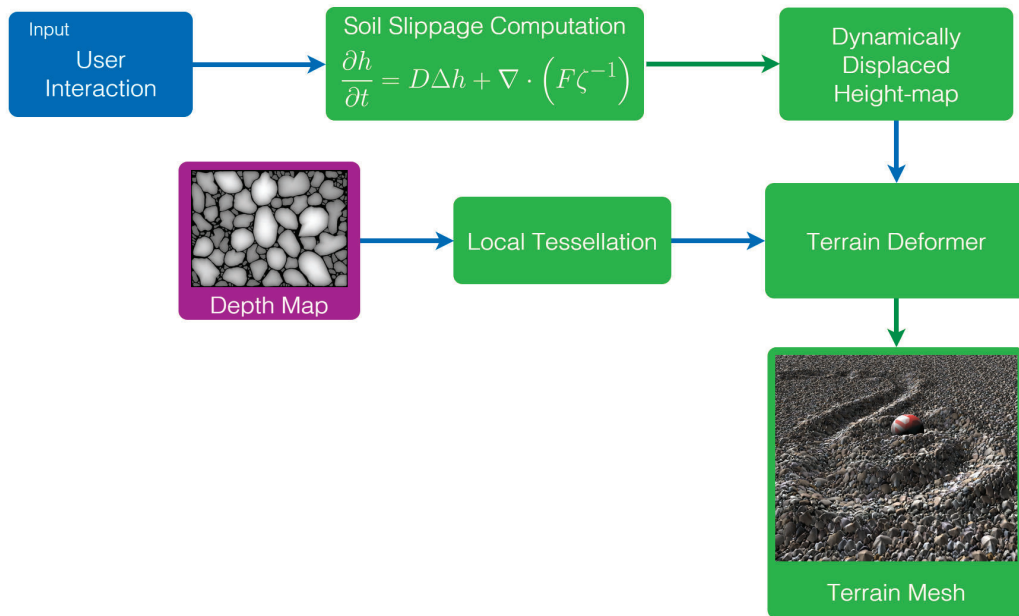 Input
User
Interaction
Soil Slippage Computation
∂h/∂t = DΔh + ∇ · (Fζ⁻¹)
Dynamically
Displaced
Height-map
Depth Map
Local Tessellation
Terrain Deformer
Terrain Mesh